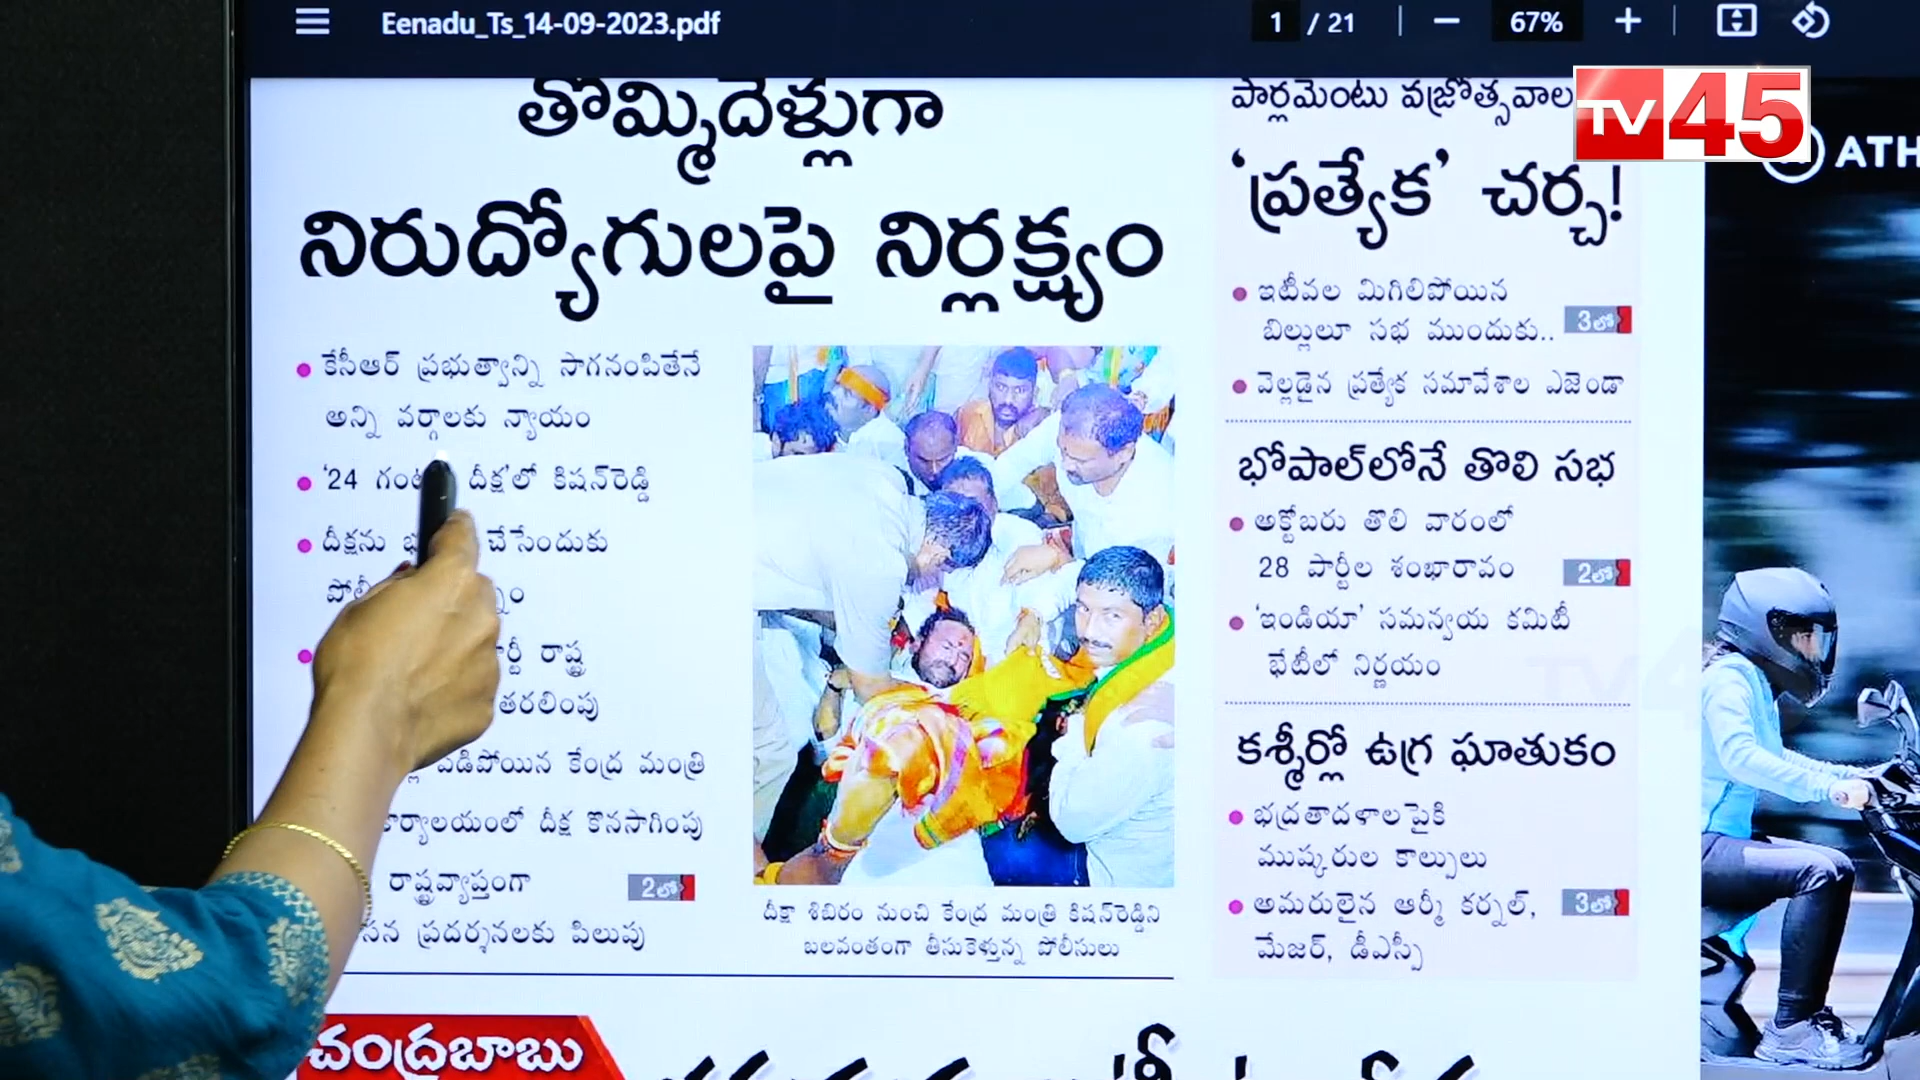 Eenadu_Ts_14-09-2023.pdf
1 / 21
67%
TV 45
ATH
తొమ్మిదేళ్లుగా
నిరుద్యోగులపై నిర్లక్ష్యం
కేసీఆర్ ప్రభుత్వాన్ని సాగనంపితేనే
అన్ని వర్గాలకు న్యాయం
'24 దీక్ష'లో కిషన్‌రెడ్డి
దీక్షను చేసేందుకు
రాష్ట్ర
తరలింపు
పడిపోయిన కేంద్ర మంత్రి
దీక్ష కొనసాగింపు
రాష్ట్రవ్యాప్తంగా
2లో
ప్రదర్శనలకు పిలుపు
దీక్షా శిబిరం నుంచి కేంద్ర మంత్రి కిషన్‌రెడ్డిని
బలవంతంగా తీసుకెళ్తున్న పోలీసులు
పార్లమెంటు వజ్రోత్సవాల
'ప్రత్యేక' చర్చ!
ఇటీవల మిగిలిపోయిన
బిల్లులూ సభ ముందుకు..
3లో
వెల్లడైన ప్రత్యేక సమావేశాల ఎజెండా
భోపాల్‌లోనే తొలి సభ
అక్టోబరు తొలి వారంలో
28 పార్టీల శంఖారావం
2లో
'ఇండియా' సమన్వయ కమిటీ
భేటీలో నిర్ణయం
కశ్మీర్లో ఉగ్ర ఘాతుకం
భద్రతాదళాలపైకి
ముష్కరుల కాల్పులు
అమరులైన ఆర్మీ కర్నల్,
3లో
మేజర్, డీఎస్పీ
చంద్రబాబు